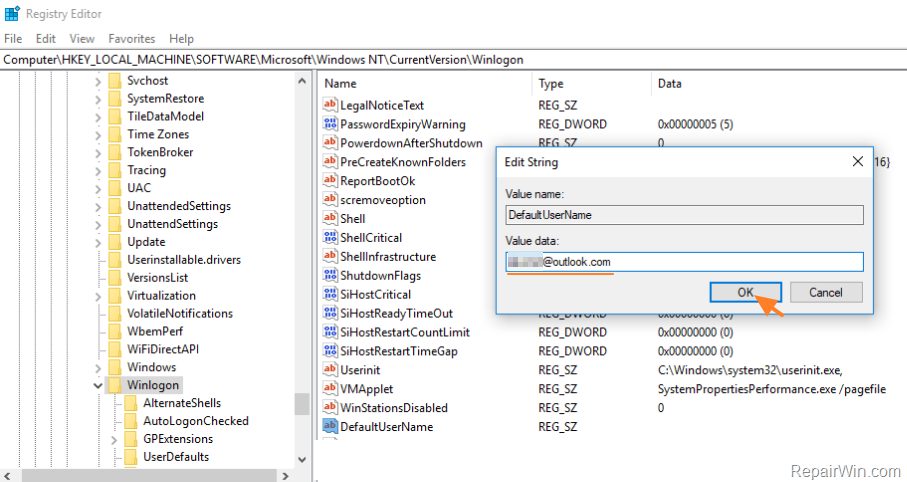 Registry Editor
File Edit View Favorites Help
Computer\HKEY_LOCAL_MACHINE\SOFTWARE\Microsoft\Windows NT\CurrentVersion\Winlogon
Svchost
SystemRestore
TileDataModel
Time Zones
TokenBroker
Tracing
UAC
UnattendedSettings
UnattendSettings
Update
Userinstallable.drivers
VersionsList
Virtualization
VolatileNotifications
WbemPerf
WiFiDirectAPI
Windows
Winlogon
AlternateShells
AutoLogonChecked
GPExtensions
UserDefaults
Name Type Data
LegalNoticeText REG_SZ
PasswordExpiryWarning REG_DWORD 0x00000005 (5)
PowerdownAfterShutdown REG_SZ 0
PreCreateKnownFolders 16}
ReportBootOk
scremoveoption
Shell
ShellCritical
ShellInfrastructure
ShutdownFlags
SiHostCritical
SiHostReadyTimeOut REG_DWORD 0x00000000 (0)
SiHostRestartCountLimit REG_DWORD 0x00000000 (0)
SiHostRestartTimeGap REG_DWORD 0x00000000 (0)
Userinit REG_SZ C:\Windows\system32\userinit.exe,
VMApplet REG_SZ SystemPropertiesPerformance.exe /pagefile
WinStationsDisabled REG_SZ 0
DefaultUserName REG_SZ
Edit String
Value name:
DefaultUserName
Value data:
@outlook.com
OK Cancel
RepairWin.com